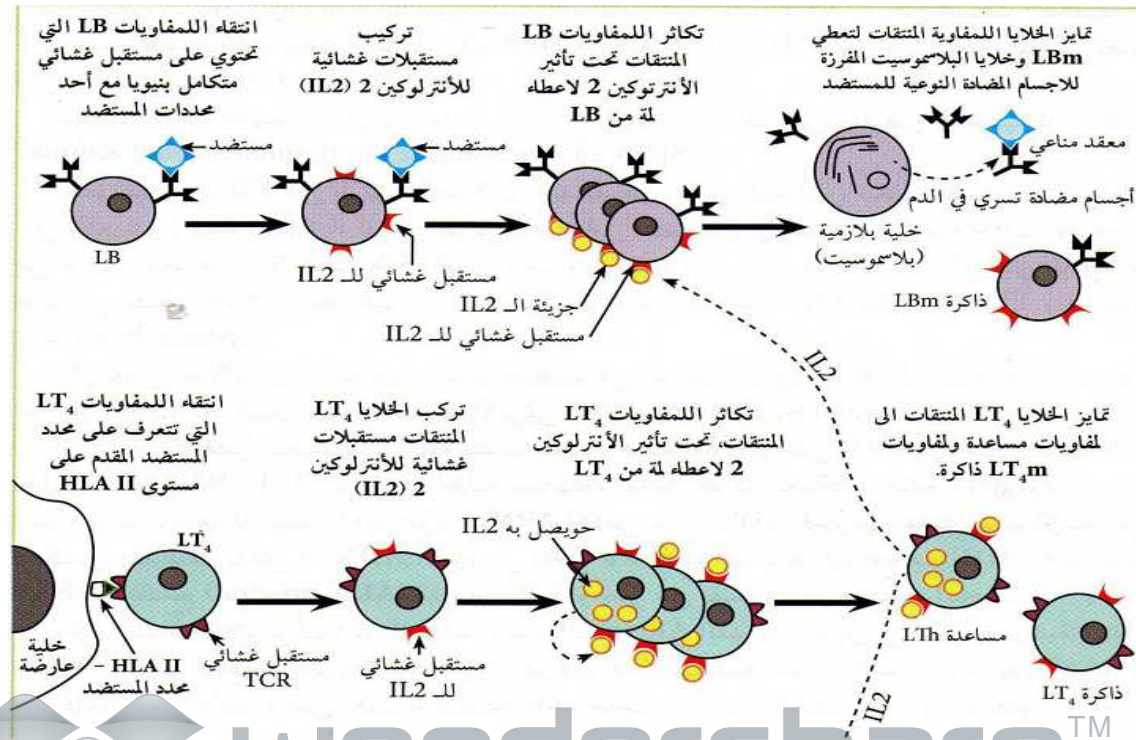 انتقاء اللمفاويات LB التي
تحتوي على مستقبل غشائي
متكامل بنيويا مع أحد
محددات المستضد
تركيب
مستقبلات غشائية
للأنترلوكين 2 (IL2)
تكاثر اللمفاويات LB
المنتقات تحت تأثير
الأنترتوكين 2 لاعطاء
لمة من LB
تمايز الخلايا اللمفاوية المنتقات لتعطي
LBm وخلايا البلاسموسيت المفرزة
للاجسام المضادة النوعية للمستضد
مستضد
مستضد
معقد مناعي
أجسام مضادة تسري في الدم
LB
مستقبل غشائي للـ IL2
جزيئة الـ IL2
مستقبل غشائي للـ IL2
خلية بلازمية
(بلاسموسيت)
ذاكرة LBm
IL2
انتقاء اللمفاويات LT4
التي تتعرف على محدد
المستضد المقدم على
مستوى HLA II
تركب الخلايا LT4
المنتقات مستقبلات
غشائية للأنترلوكين
2 (IL2)
تكاثر اللمفاويات LT4
المنتقات، تحت تأثير الأنترلوكين
2 لاعطاء لمة من LT4
تمايز الخلايا LT4 المنتقات الى
لمفاويات مساعدة ولمفاويات
LT4m ذاكرة.
LT4
حويصل به IL2
خلية
عارضة
HLA II –
محدد المستضد
مستقبل غشائي
TCR
مستقبل غشائي
للـ IL2
مساعدة LTh
ذاكرة LT4
IL2
wondershare
TM